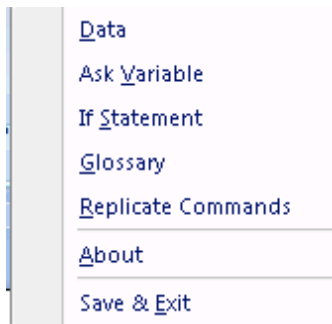 Data
Ask Variable
If Statement
Glossary
Replicate Commands
About
Save & Exit